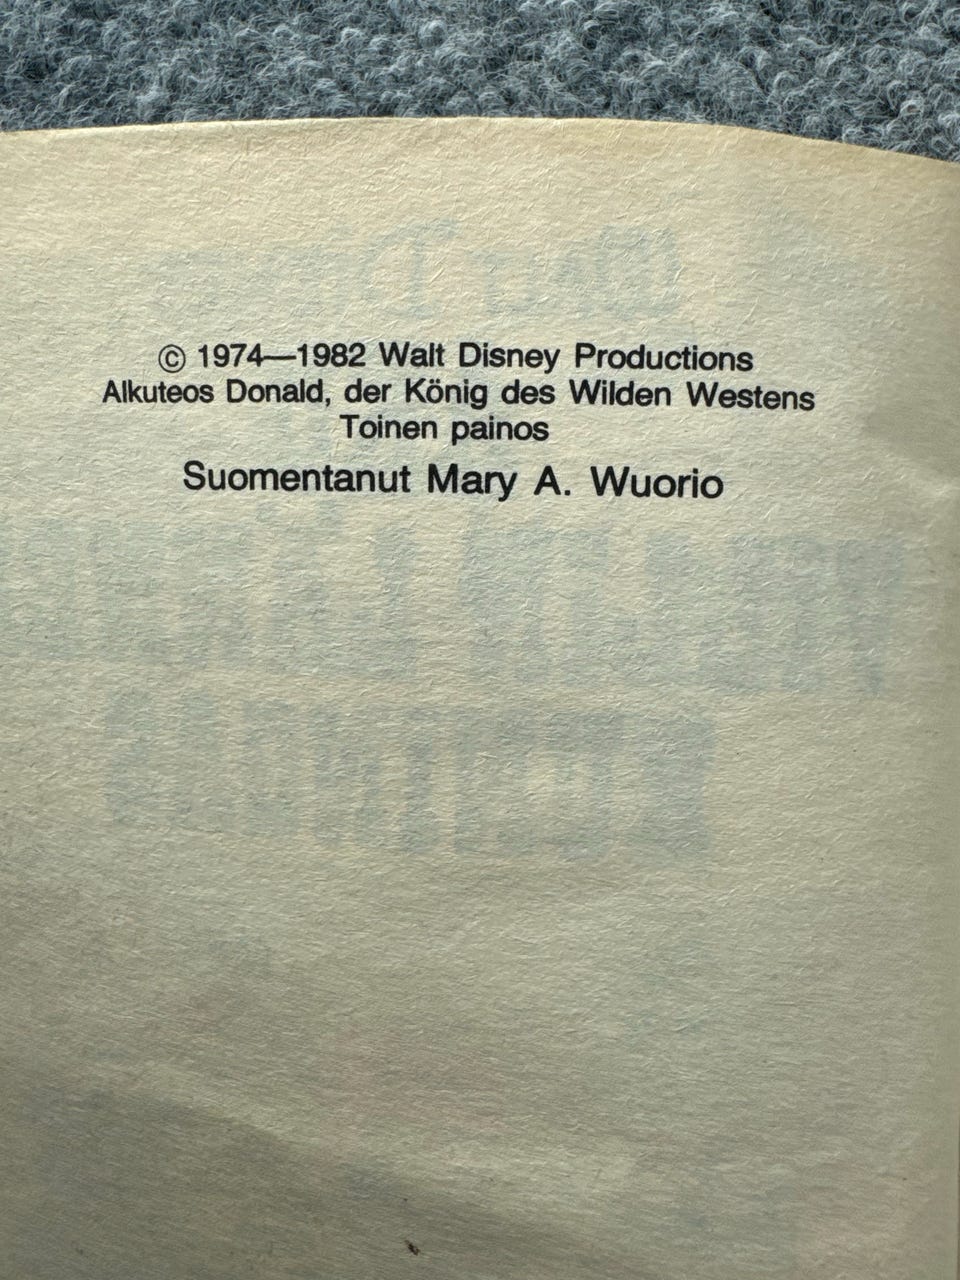 © 1974—1982 Walt Disney Productions
Alkuteos Donald, der König des Wilden Westens
Toinen painos
Suomentanut Mary A. Wuorio